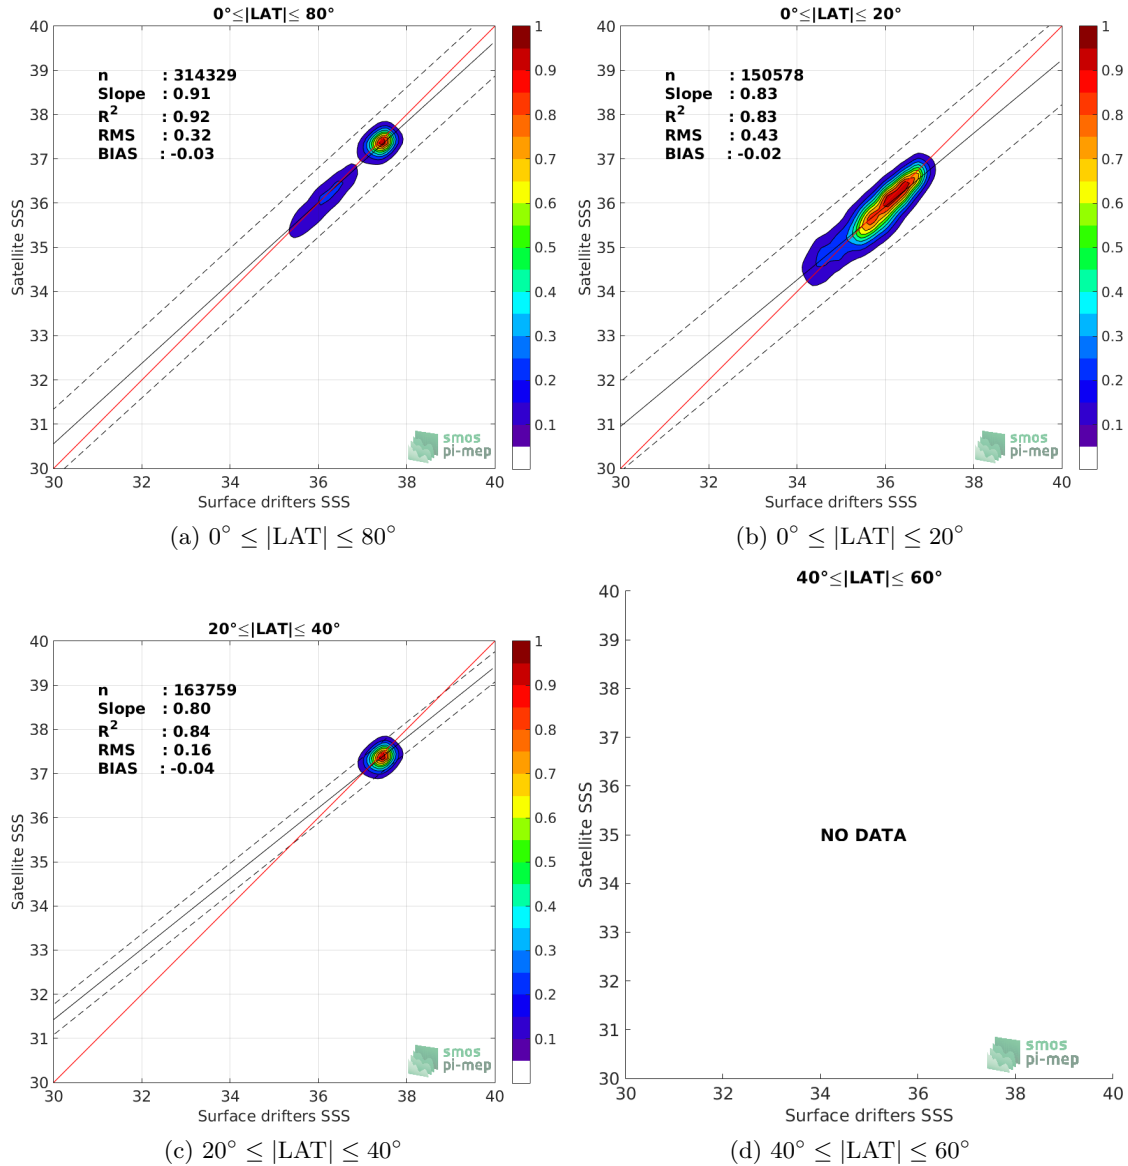 0°≤|LAT|≤ 80°
n : 314329
Slope : 0.91
R2 : 0.92
RMS : 0.32
BIAS : -0.03
40
39
38
37
36
35
34
33
32
31
30
Satellite SSS
30 32 34 36 38 40
Surface drifters SSS
1
0.9
0.8
0.7
0.6
0.5
0.4
0.3
0.2
0.1
smos
pi-mep
(a) 0° ≤ |LAT| ≤ 80°
0°≤|LAT|≤ 20°
n : 150578
Slope : 0.83
R2 : 0.83
RMS : 0.43
BIAS : -0.02
40
39
38
37
36
35
34
33
32
31
30
Satellite SSS
30 32 34 36 38 40
Surface drifters SSS
1
0.9
0.8
0.7
0.6
0.5
0.4
0.3
0.2
0.1
smos
pi-mep
(b) 0° ≤ |LAT| ≤ 20°
20°≤|LAT|≤ 40°
n : 163759
Slope : 0.80
R2 : 0.84
RMS : 0.16
BIAS : -0.04
40
39
38
37
36
35
34
33
32
31
30
Satellite SSS
30 32 34 36 38 40
Surface drifters SSS
1
0.9
0.8
0.7
0.6
0.5
0.4
0.3
0.2
0.1
smos
pi-mep
(c) 20° ≤ |LAT| ≤ 40°
40°≤|LAT|≤ 60°
40
39
38
37
36
35
34
33
32
31
30
Satellite SSS
NO DATA
30 32 34 36 38 40
Surface drifters SSS
smos
pi-mep
(d) 40° ≤ |LAT| ≤ 60°